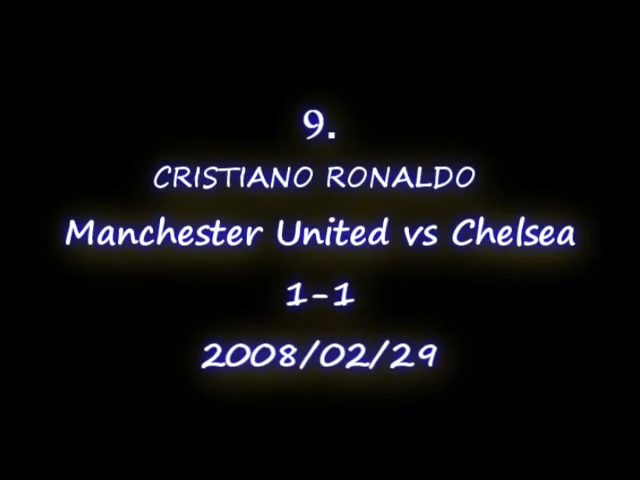 9.
CRISTIANO RONALDO
Manchester United vs Chelsea
1-1
2008/02/29